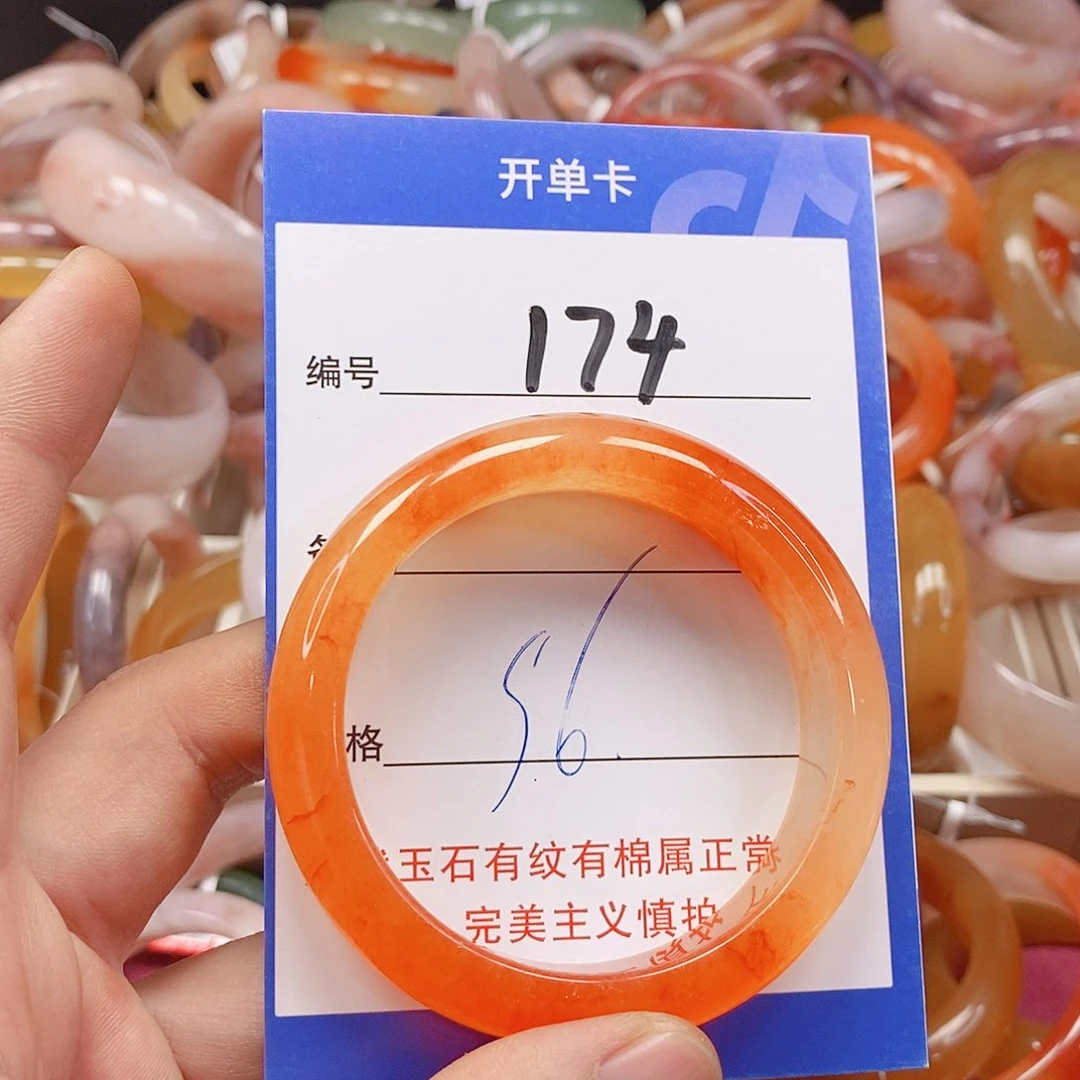 开单卡
编号 174
格 56
玉石有纹有棉属正常
完美主义慎拍